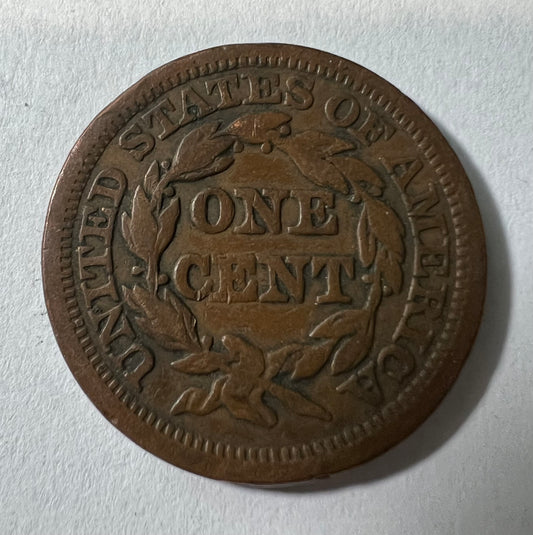 UNITED STATES OF AMERICA
ONE
CENT